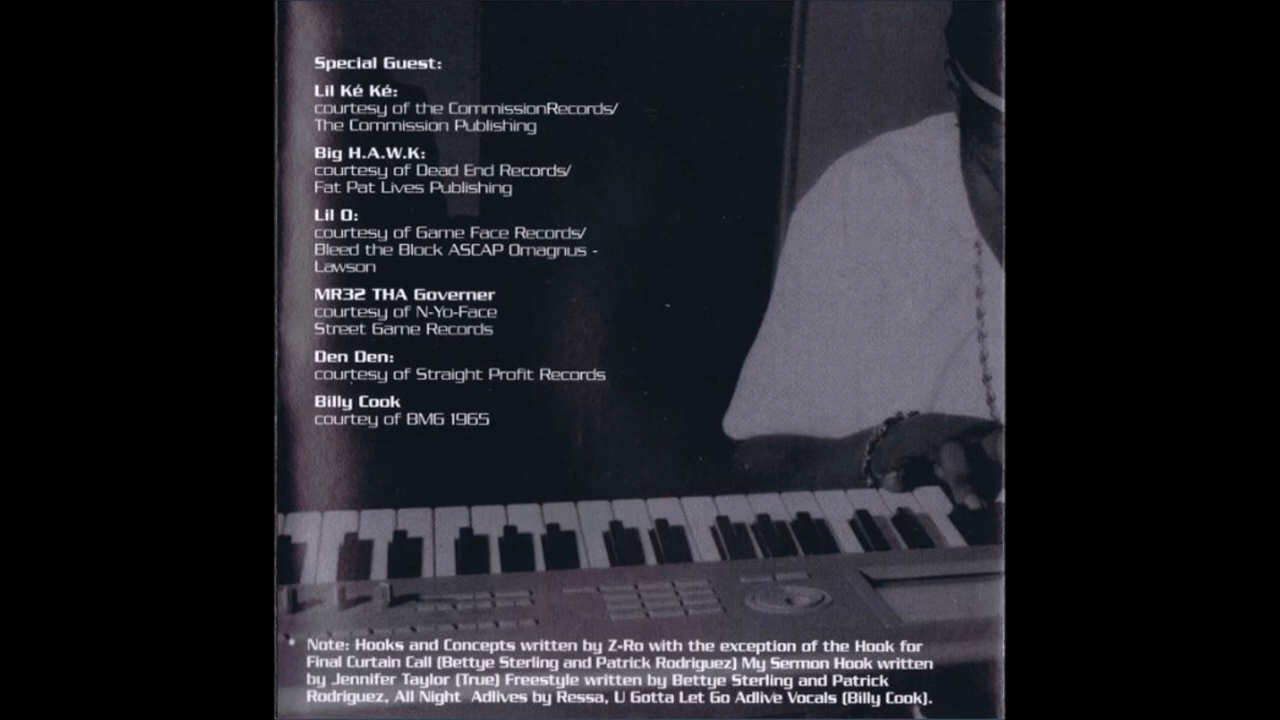 Special Guest:
Lil Ké Ké:
courtesy of the CommissionRecords/
The Commission Publishing
Big H.A.W.K:
courtesy of Dead End Records/
Fat Pat Lives Publishing
Lil O:
courtesy of Game Face Records/
Bleed the Block ASCAP Omagnus -
Lawson
MR32 THA Governer
courtesy of N-Yo-Face
Street Game Records
Den Den:
courtesy of Straight Profit Records
Billy Cook
courtey of BMG 1965
* Note: Hooks and Concepts written by Z-Ro with the exception of the Hook for
Final Curtain Call (Bettye Sterling and Patrick Rodriguez) My Sermon Hook written
by Jennifer Taylor (True) Freestyle written by Bettye Sterling and Patrick
Rodriguez, All Night Adlives by Ressa, U Gotta Let Go Adlive Vocals (Billy Cook).